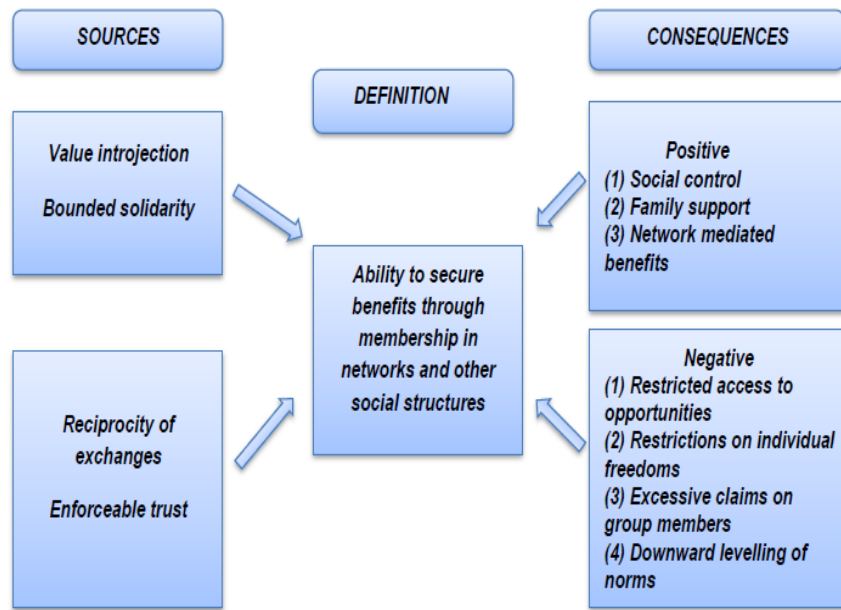 SOURCES
Value introjection
Bounded solidarity
Reciprocity of
exchanges
Enforceable trust
DEFINITION
Ability to secure
benefits through
membership in
networks and other
social structures
CONSEQUENCES
Positive
(1) Social control
(2) Family support
(3) Network mediated
benefits
Negative
(1) Restricted access to
opportunities
(2) Restrictions on individual
freedoms
(3) Excessive claims on
group members
(4) Downward levelling of
norms